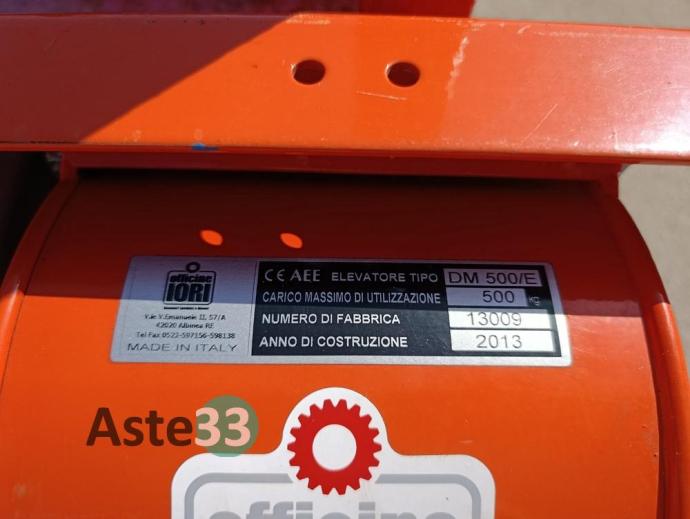 officine
IORI
V.le V.Emanuele II, 57/A
42020 Albinea RE
Tel Fax 0522-597156-598138
MADE IN ITALY
CE AEE ELEVATORE TIPO DM 500/E
CARICO MASSIMO DI UTILIZZAZIONE 500 kg
NUMERO DI FABBRICA 13009
ANNO DI COSTRUZIONE 2013
Aste33
officine